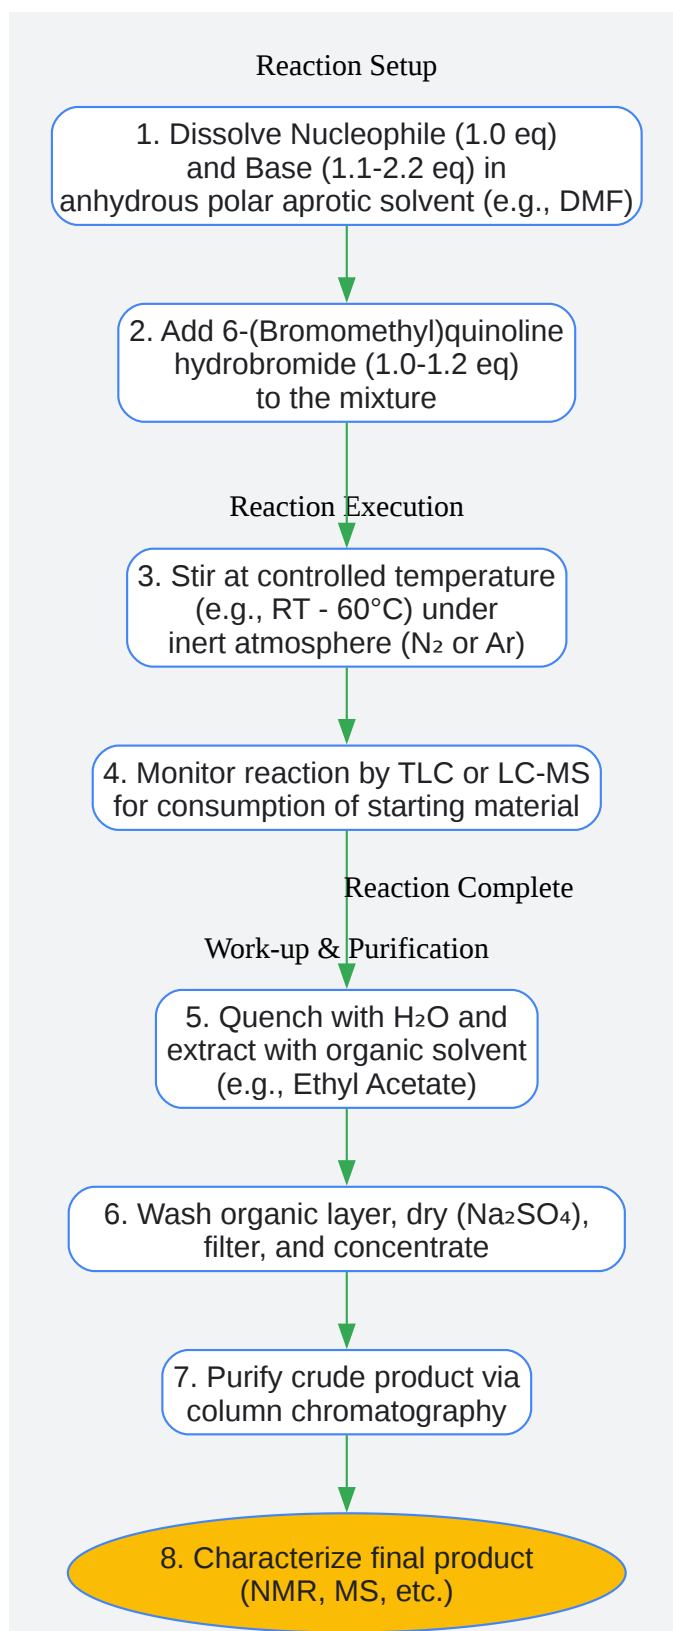 Reaction Setup
1. Dissolve Nucleophile (1.0 eq)
and Base (1.1-2.2 eq) in
anhydrous polar aprotic solvent (e.g., DMF)
2. Add 6-(Bromomethyl)quinoline
hydrobromide (1.0-1.2 eq)
to the mixture
Reaction Execution
3. Stir at controlled temperature
(e.g., RT - 60°C) under
inert atmosphere (N₂ or Ar)
4. Monitor reaction by TLC or LC-MS
for consumption of starting material
Reaction Complete
Work-up & Purification
5. Quench with H₂O and
extract with organic solvent
(e.g., Ethyl Acetate)
6. Wash organic layer, dry (Na₂SO₄),
filter, and concentrate
7. Purify crude product via
column chromatography
8. Characterize final product
(NMR, MS, etc.)